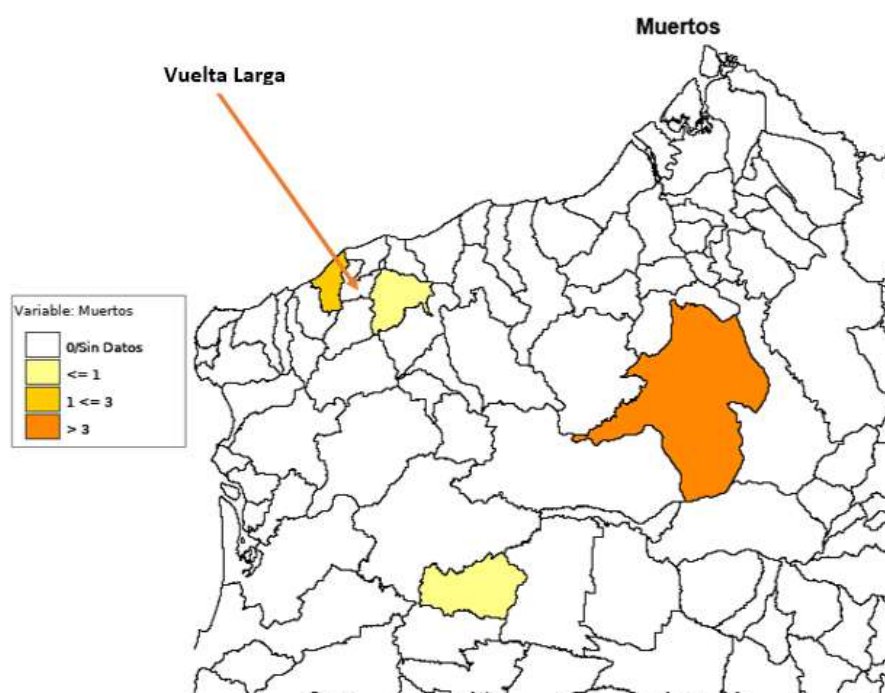 Muertos
Vuelta Larga
Variable: Muertos
0/Sin Datos
<= 1
1 <= 3
> 3